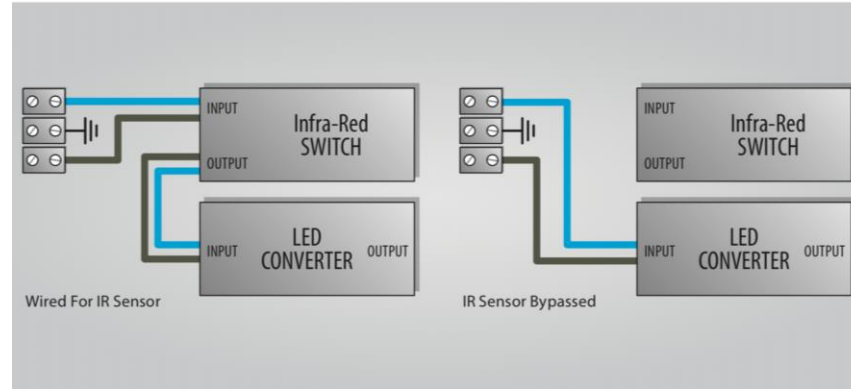 INPUT
Infra-Red
SWITCH
OUTPUT
INPUT
LED
CONVERTER
OUTPUT
Wired For IR Sensor
INPUT
Infra-Red
SWITCH
OUTPUT
INPUT
LED
CONVERTER
OUTPUT
IR Sensor Bypassed